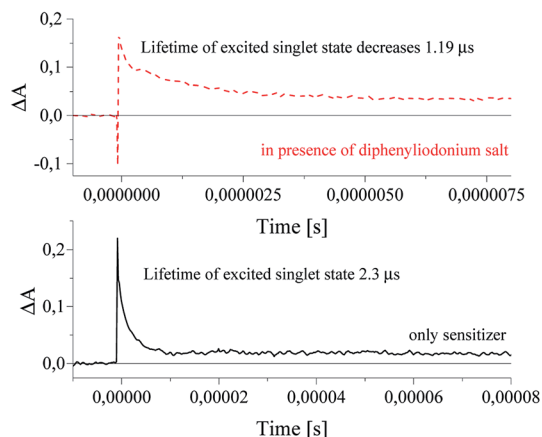 0,2
Lifetime of excited singlet state decreases 1.19 μs
0,1
ΔA
0,0
in presence of diphenyliodonium salt
-0,1
0,0000000 0,0000025 0,0000050 0,0000075
Time [s]
0,2
Lifetime of excited singlet state 2.3 μs
ΔA
0,1
only sensitizer
0,0
0,00000 0,00002 0,00004 0,00006 0,00008
Time [s]